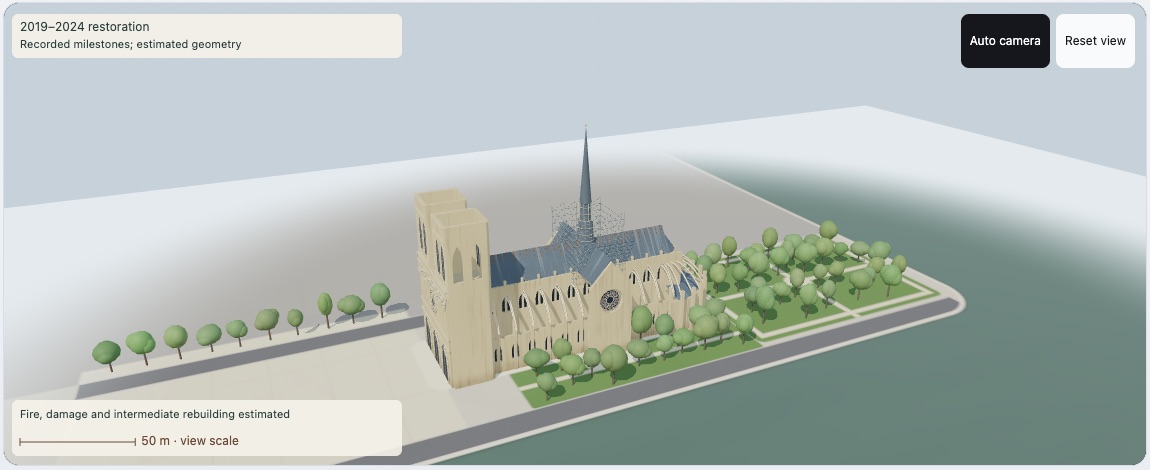 2019–2024 restoration
Recorded milestones; estimated geometry
Auto camera
Reset view
Fire, damage and intermediate rebuilding estimated
50 m · view scale